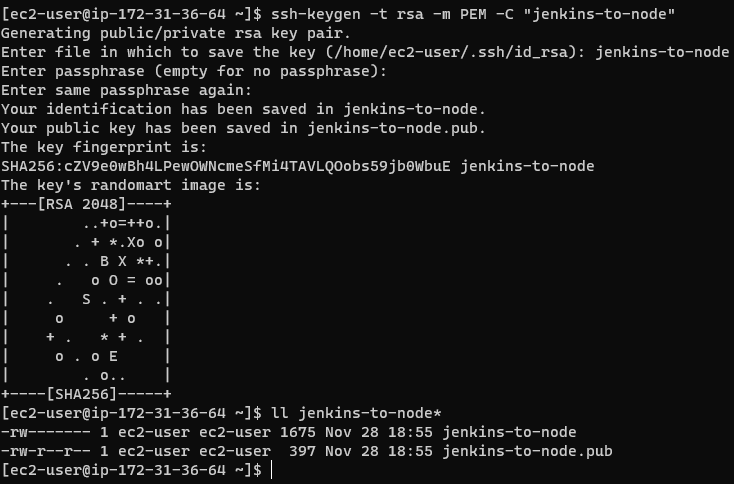 [ec2-user@ip-172-31-36-64 ~]$ ssh-keygen -t rsa -m PEM -C "jenkins-to-node"
Generating public/private rsa key pair.
Enter file in which to save the key (/home/ec2-user/.ssh/id_rsa): jenkins-to-node
Enter passphrase (empty for no passphrase):
Enter same passphrase again:
Your identification has been saved in jenkins-to-node.
Your public key has been saved in jenkins-to-node.pub.
The key fingerprint is:
SHA256:cZV9e0wBh4LPewOWNcmeSfMi4TAVLQOobs59jb0WbuE jenkins-to-node
The key's randomart image is:
+---[RSA 2048]----+
|        ..+o=++o.|
|       . + *.Xo o|
|      . . B X *+.|
|     .   o O = oo|
|    .   S . + . .|
|     o     + o   |
|    + .   * + .  |
|     o . o E     |
|        . o..    |
+----[SHA256]-----+
[ec2-user@ip-172-31-36-64 ~]$ ll jenkins-to-node*
-rw------- 1 ec2-user ec2-user 1675 Nov 28 18:55 jenkins-to-node
-rw-r--r-- 1 ec2-user ec2-user  397 Nov 28 18:55 jenkins-to-node.pub
[ec2-user@ip-172-31-36-64 ~]$